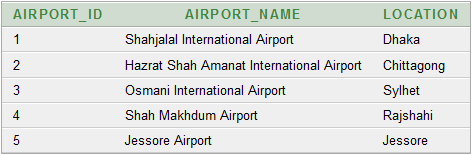 AIRPORT_ID AIRPORT_NAME LOCATION
1 Shahjalal International Airport Dhaka
2 Hazrat Shah Amanat International Airport Chittagong
3 Osmani International Airport Sylhet
4 Shah Makhdum Airport Rajshahi
5 Jessore Airport Jessore